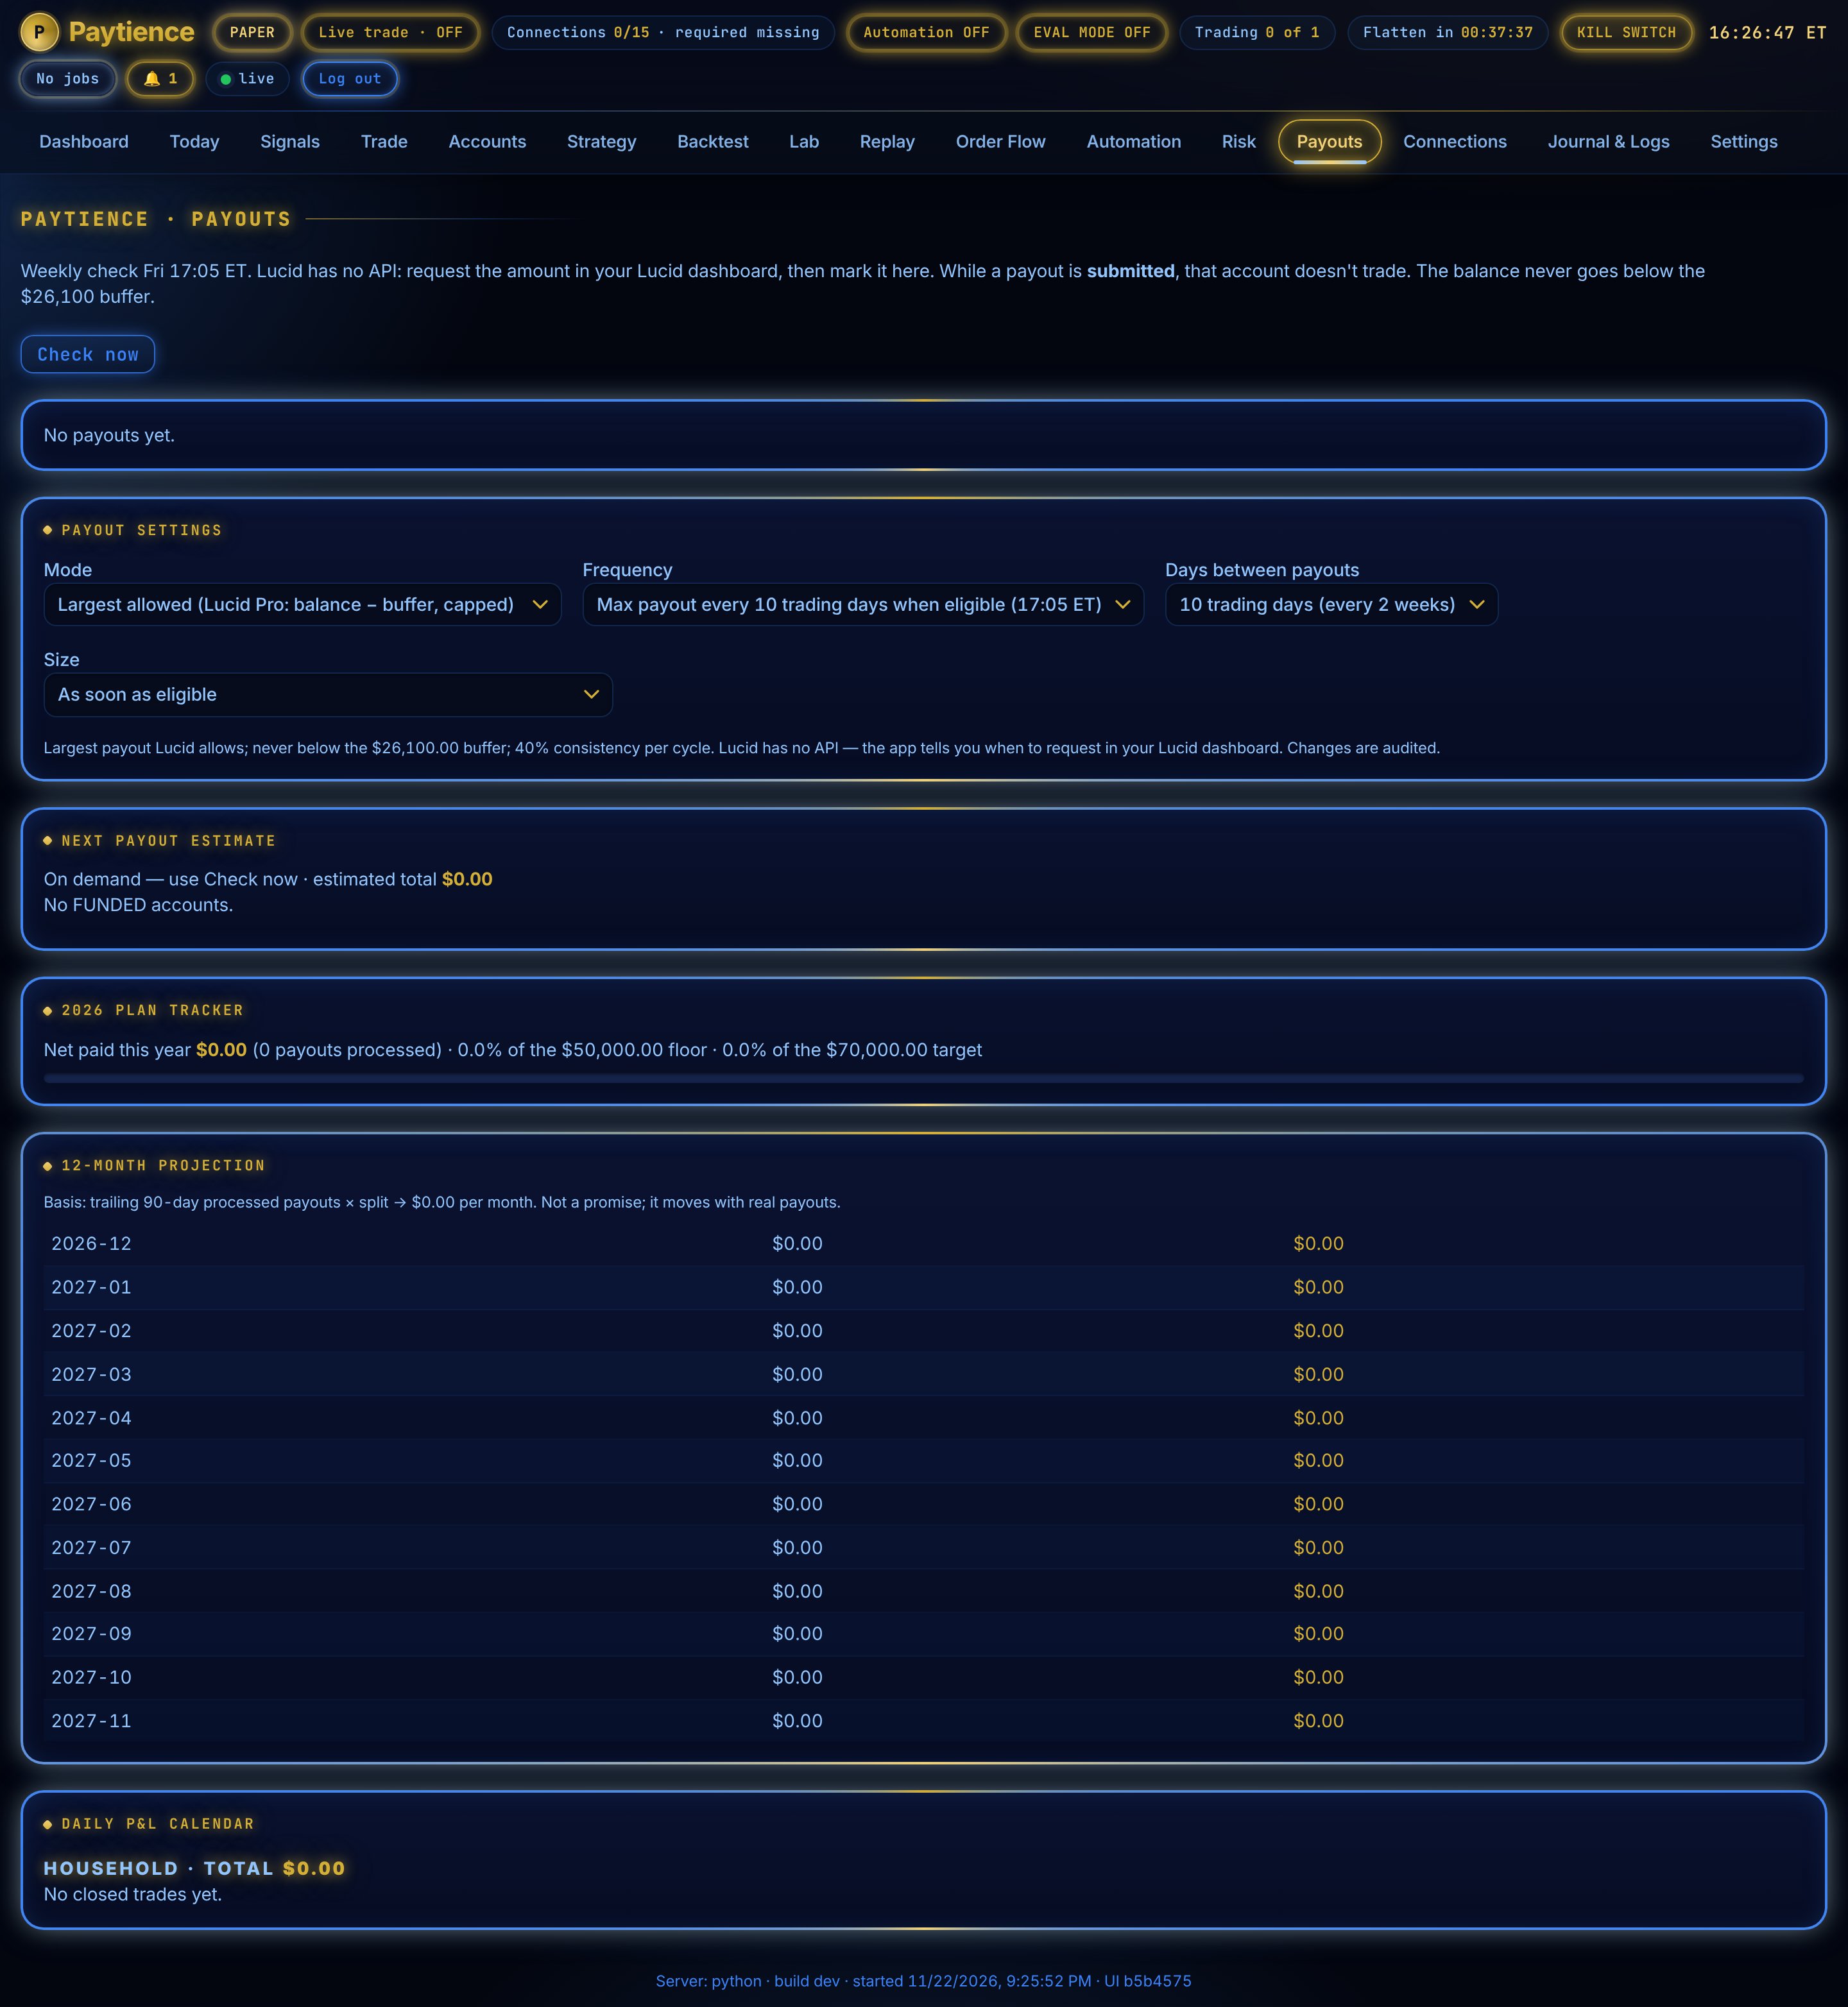 P Paytience PAPER Live trade · OFF Connections 0/15 · required missing Automation OFF EVAL MODE OFF Trading 0 of 1 Flatten in 00:37:37 KILL SWITCH 16:26:47 ET
No jobs 🔔 1 live Log out
Dashboard Today Signals Trade Accounts Strategy Backtest Lab Replay Order Flow Automation Risk Payouts Connections Journal & Logs Settings
PAYTIENCE · PAYOUTS
Weekly check Fri 17:05 ET. Lucid has no API: request the amount in your Lucid dashboard, then mark it here. While a payout is submitted, that account doesn't trade. The balance never goes below the
$26,100 buffer.
Check now
No payouts yet.
PAYOUT SETTINGS
Mode Frequency Days between payouts
Largest allowed (Lucid Pro: balance − buffer, capped) Max payout every 10 trading days when eligible (17:05 ET) 10 trading days (every 2 weeks)
Size
As soon as eligible
Largest payout Lucid allows; never below the $26,100.00 buffer; 40% consistency per cycle. Lucid has no API — the app tells you when to request in your Lucid dashboard. Changes are audited.
NEXT PAYOUT ESTIMATE
On demand — use Check now · estimated total $0.00
No FUNDED accounts.
2026 PLAN TRACKER
Net paid this year $0.00 (0 payouts processed) · 0.0% of the $50,000.00 floor · 0.0% of the $70,000.00 target
12-MONTH PROJECTION
Basis: trailing 90-day processed payouts × split → $0.00 per month. Not a promise; it moves with real payouts.
2026-12 $0.00 $0.00
2027-01 $0.00 $0.00
2027-02 $0.00 $0.00
2027-03 $0.00 $0.00
2027-04 $0.00 $0.00
2027-05 $0.00 $0.00
2027-06 $0.00 $0.00
2027-07 $0.00 $0.00
2027-08 $0.00 $0.00
2027-09 $0.00 $0.00
2027-10 $0.00 $0.00
2027-11 $0.00 $0.00
DAILY P&L CALENDAR
HOUSEHOLD · TOTAL $0.00
No closed trades yet.
Server: python · build dev · started 11/22/2026, 9:25:52 PM · UI b5b4575